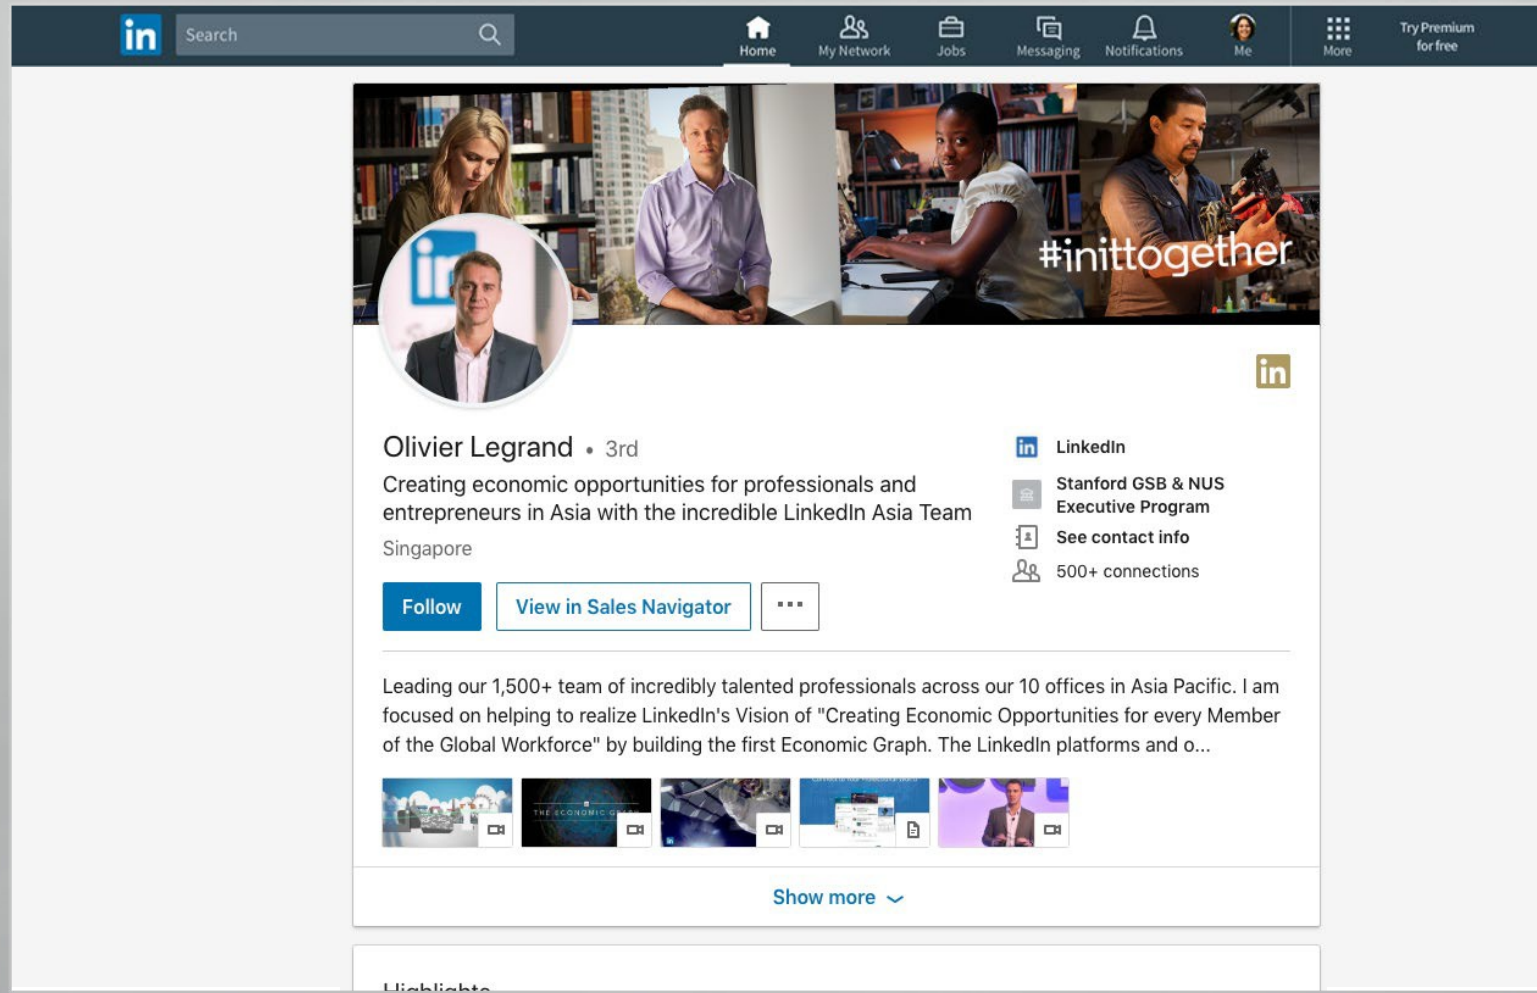 in
Search
Home
My Network
Jobs
Messaging
Notifications
Me
More
Try Premium
for free
#inittogether
in
Olivier Legrand • 3rd
Creating economic opportunities for professionals and
entrepreneurs in Asia with the incredible LinkedIn Asia Team
Singapore
in LinkedIn
Stanford GSB & NUS
Executive Program
See contact info
500+ connections
Follow
View in Sales Navigator
Leading our 1,500+ team of incredibly talented professionals across our 10 offices in Asia Pacific. I am
focused on helping to realize LinkedIn's Vision of "Creating Economic Opportunities for every Member
of the Global Workforce" by building the first Economic Graph. The LinkedIn platforms and o...
THE ECONOMIC
Show more
Highlights